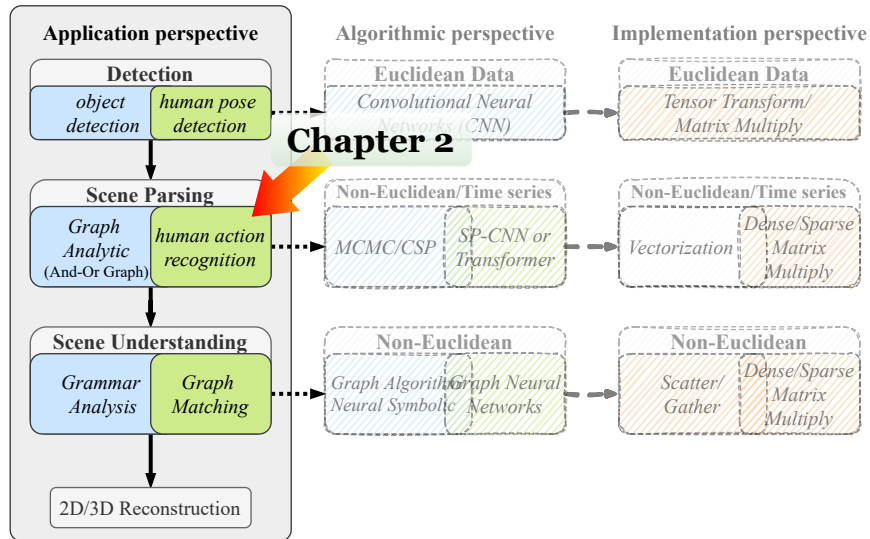 Application perspective
Algorithmic perspective
Implementation perspective
Detection
object
detection
human pose
detection
Euclidean Data
Convolutional Neural
Networks (CNN)
Euclidean Data
Tensor Transform/
Matrix Multiply
Chapter 2
Scene Parsing
Graph
Analytic
(And-Or Graph)
human action
recognition
Non-Euclidean/Time series
MCMC/CSP
SP-CNN or
Transformer
Non-Euclidean/Time series
Vectorization
Dense/Sparse
Matrix
Multiply
Scene Understanding
Grammar
Analysis
Graph
Matching
Non-Euclidean
Graph Algorithm
Neural Symbolic
Graph Neural
Networks
Non-Euclidean
Scatter/
Gather
Dense/Sparse
Matrix
Multiply
2D/3D Reconstruction